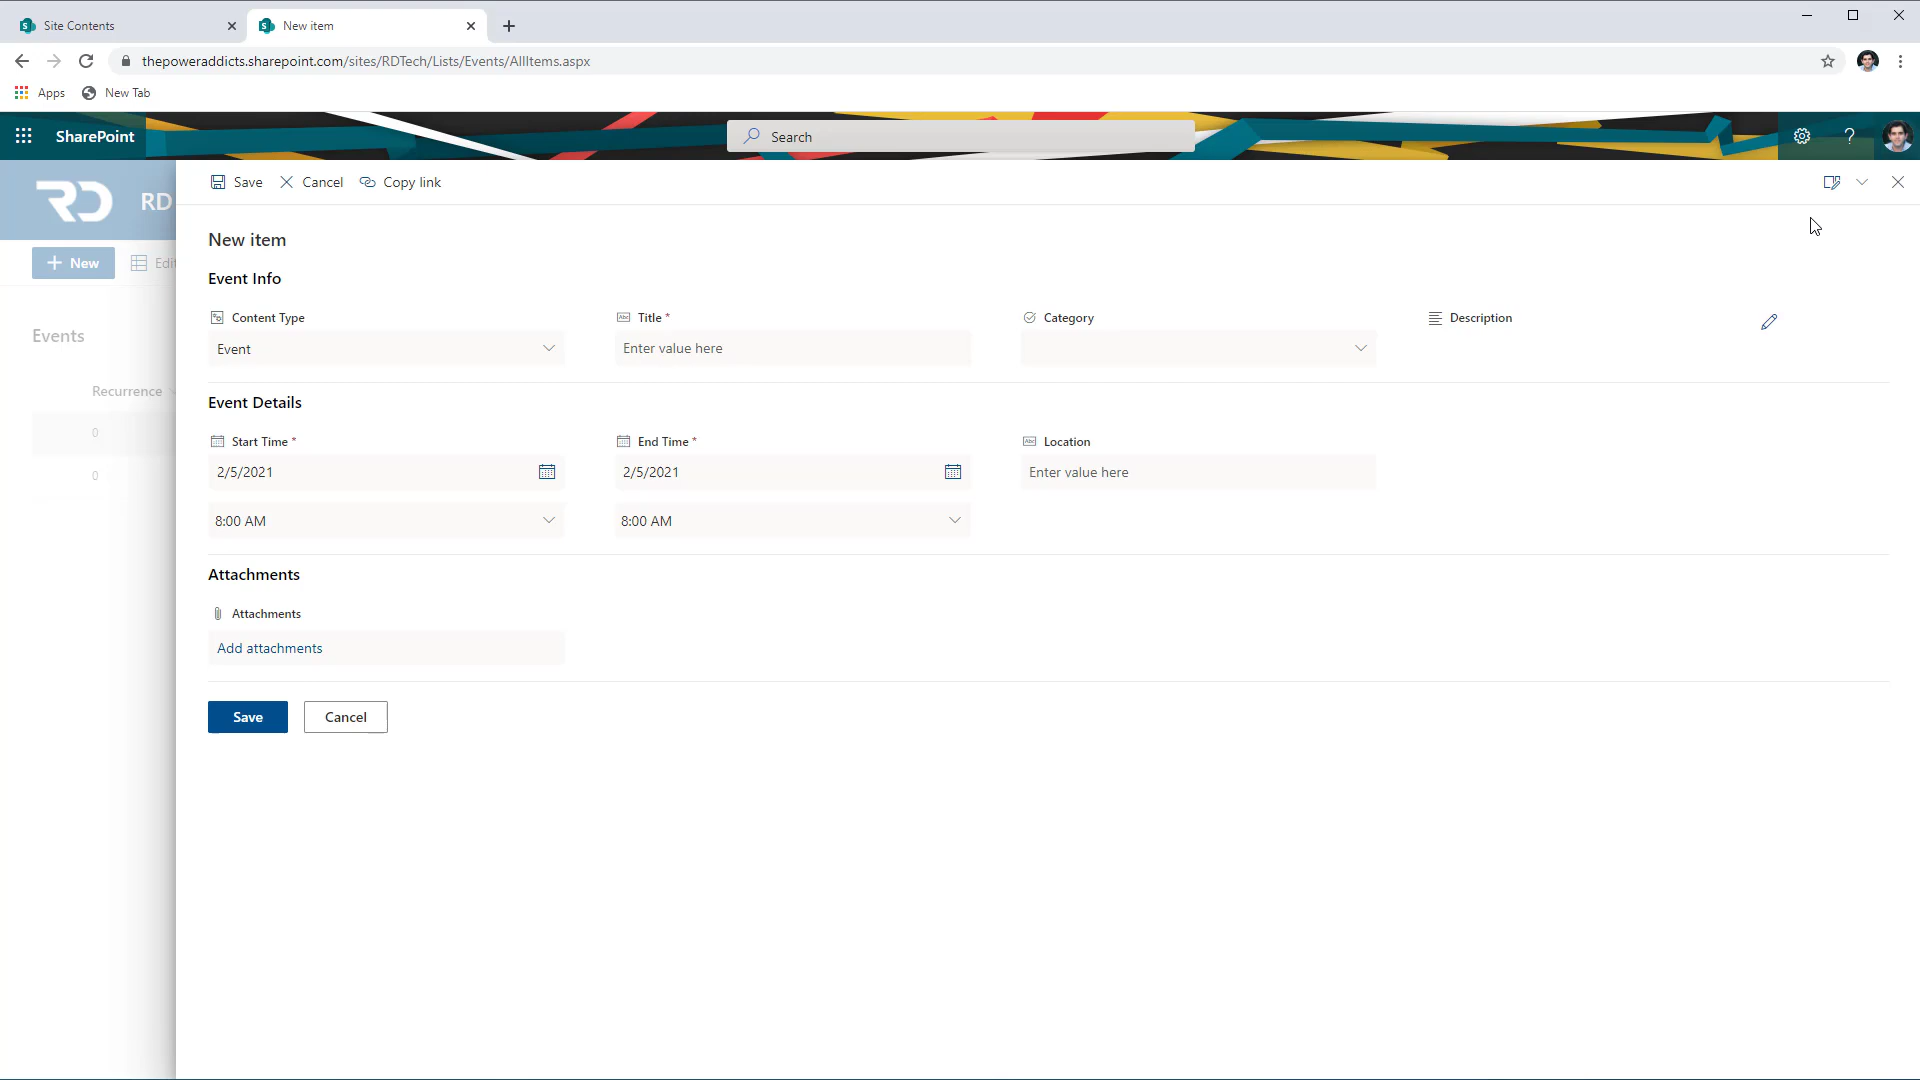 Site Contents
New item
thepoweraddicts.sharepoint.com/sites/RDTech/Lists/Events/AllItems.aspx
Apps
New Tab
SharePoint
Search
RD
RD
Save
Cancel
Copy link
New
Edit
New item
Event Info
Content Type
Title *
Category
Description
Event
Enter value here
Events
Event Details
Recurrence
Start Time *
End Time *
Location
0
2/5/2021
2/5/2021
Enter value here
0
8:00 AM
8:00 AM
Attachments
Attachments
Add attachments
Save
Cancel